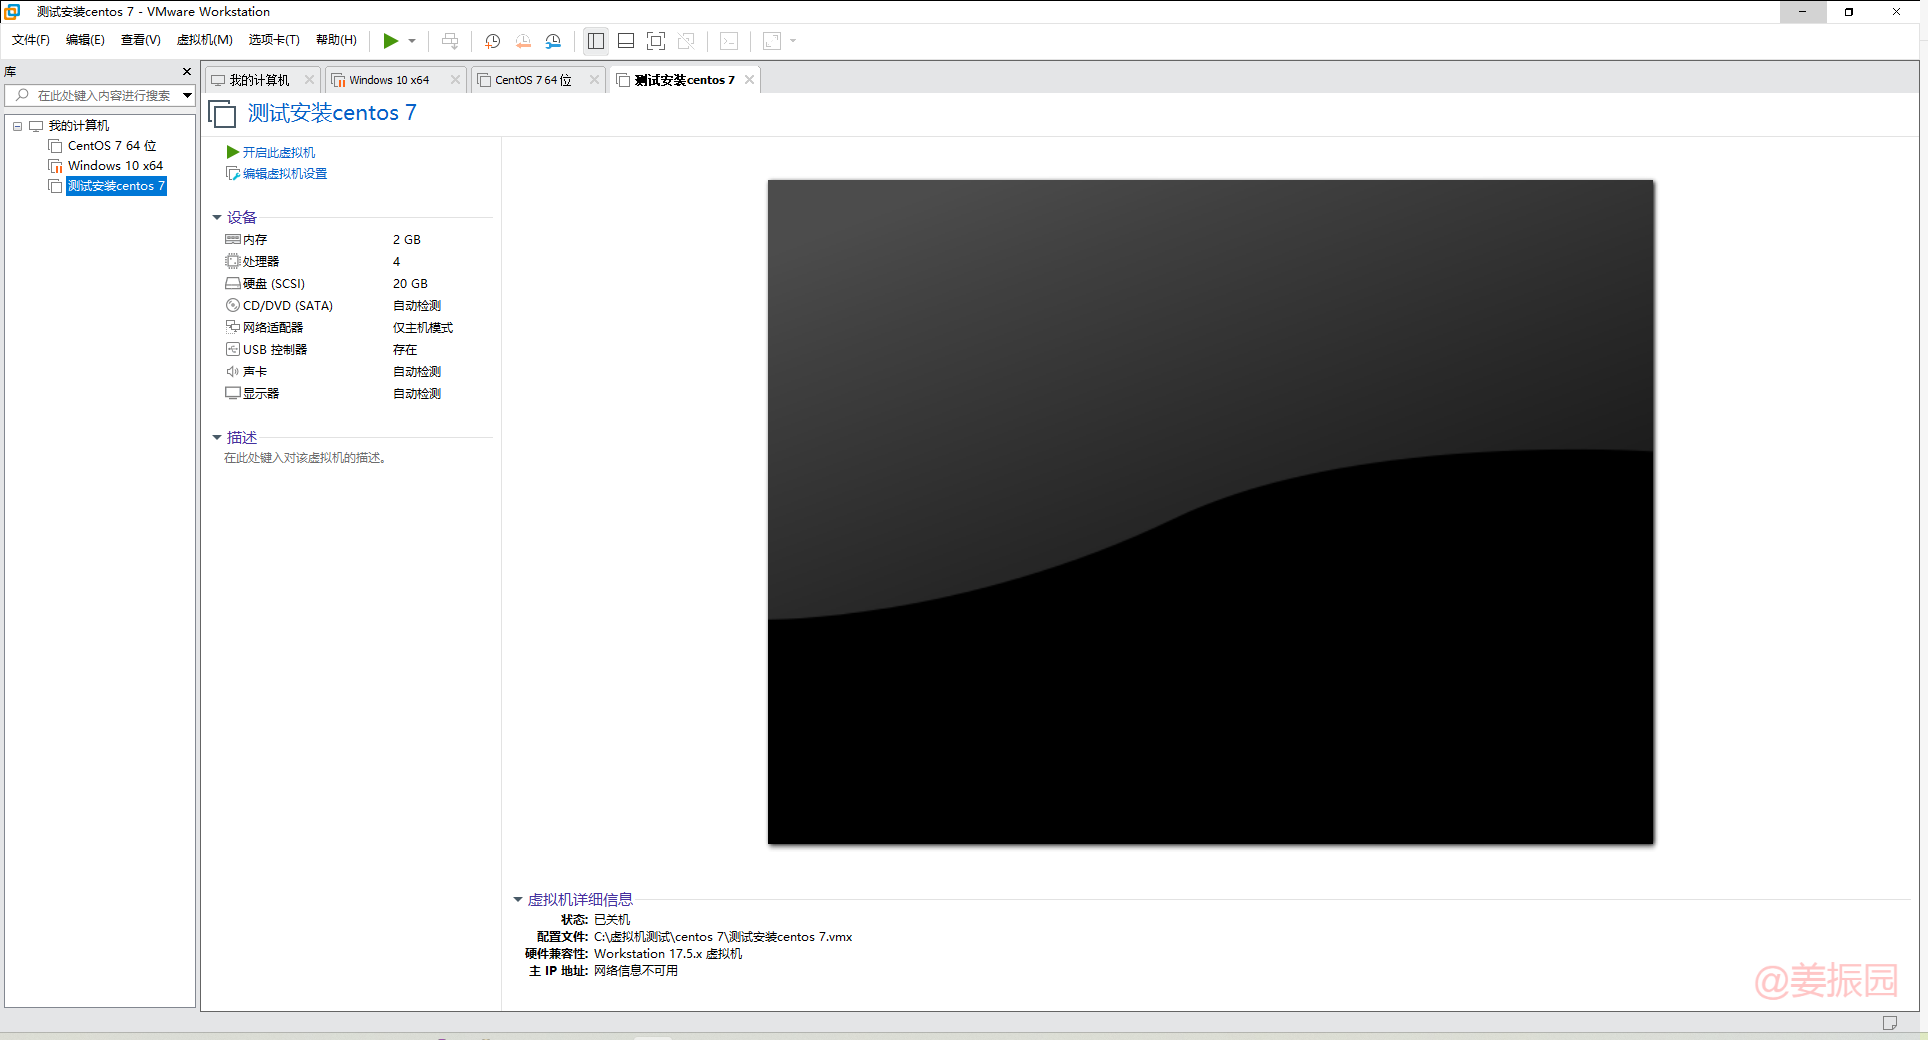 测试安装centos 7 - VMware Workstation
文件(F) 编辑(E) 查看(V) 虚拟机(M) 选项卡(T) 帮助(H)
库
在此处键入内容进行搜索
我的计算机
CentOS 7 64 位
Windows 10 x64
测试安装centos 7
我的计算机 Windows 10 x64 CentOS 7 64 位 测试安装centos 7
测试安装centos 7
开启此虚拟机
编辑虚拟机设置
设备
内存 2 GB
处理器 4
硬盘 (SCSI) 20 GB
CD/DVD (SATA) 自动检测
网络适配器 仅主机模式
USB 控制器 存在
声卡 自动检测
显示器 自动检测
描述
在此处键入对该虚拟机的描述。
虚拟机详细信息
状态: 已关机
配置文件: C:\虚拟机测试\centos 7\测试安装centos 7.vmx
硬件兼容性: Workstation 17.5.x 虚拟机
主 IP 地址: 网络信息不可用
@姜振园